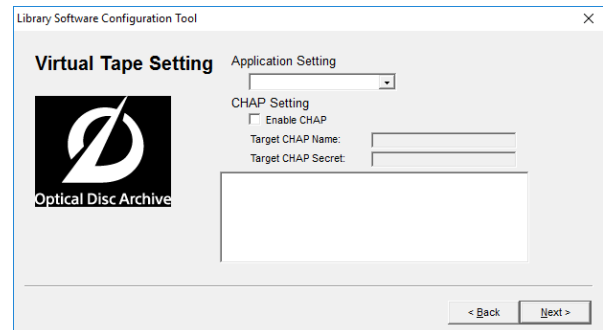 Library Software Configuration Tool
Virtual Tape Setting
Application Setting
CHAP Setting
Enable CHAP
Target CHAP Name:
Target CHAP Secret:
Optical Disc Archive
< Back
Next >